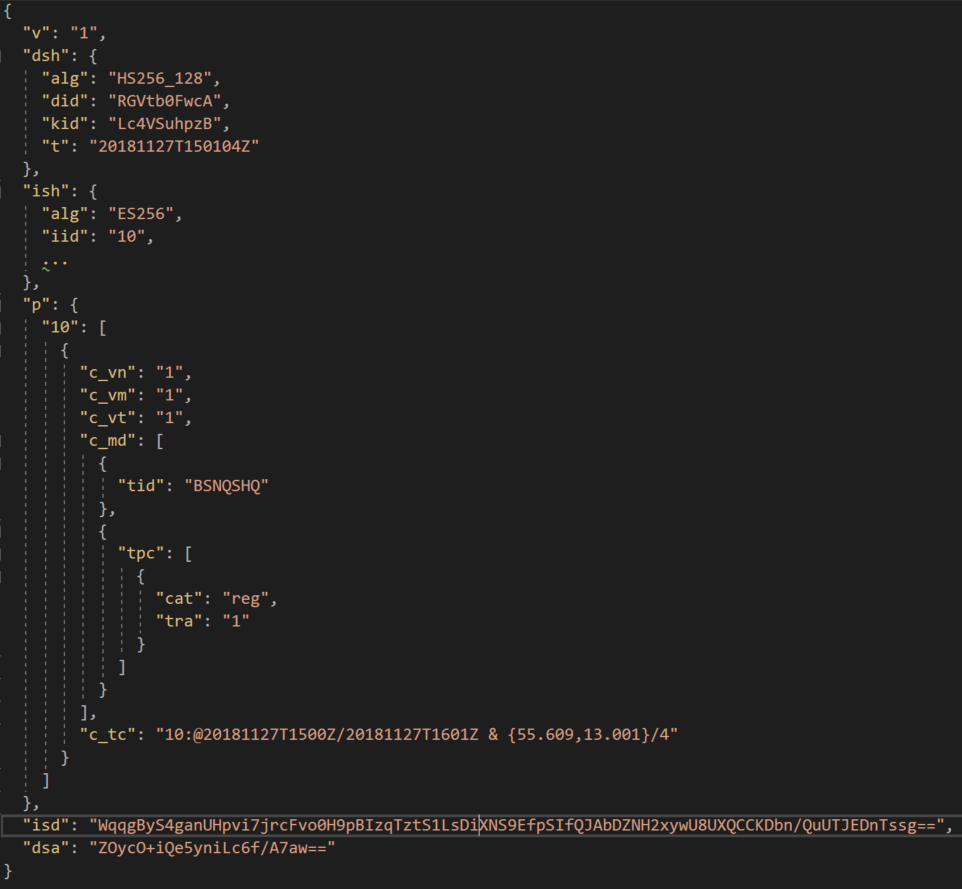 {
"v": "1",
"dsh": {
"alg": "HS256_128",
"did": "RGVtb0FwcA",
"kid": "Lc4VSuhpzB",
"t": "20181127T150104Z"
},
"ish": {
"alg": "ES256",
"iid": "10",
...
},
"p": {
"10": [
{
"c_vn": "1",
"c_vm": "1",
"c_vt": "1",
"c_md": [
{
"tid": "BSNQSHQ"
},
{
"tpc": [
{
"cat": "reg",
"tra": "1"
}
]
}
],
"c_tc": "10:@20181127T1500Z/20181127T1601Z & {55.609,13.001}/4"
}
]
},
"isd": "WqqgByS4ganUHpvi7jrcFvo0H9pBIzqTztS1LsDiXNS9EfpSIfQJAbDZNH2xywU8UXQCCKDbn/QuUTJEDnTssg==",
"dsa": "ZOycO+iQe5yniLc6f/A7aw=="
}